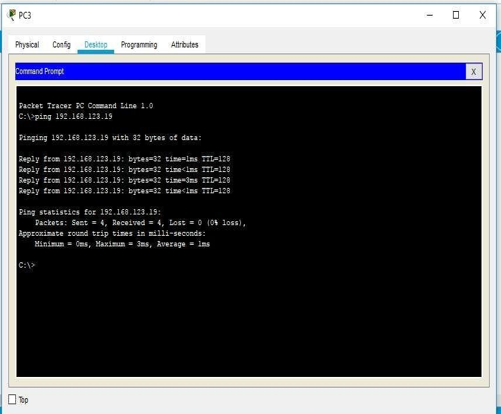 PC3
Physical Config Desktop Programming Attributes
Command Prompt
X
Packet Tracer PC Command Line 1.0
C:\>ping 192.168.123.19
Pinging 192.168.123.19 with 32 bytes of data:
Reply from 192.168.123.19: bytes=32 time=1ms TTL=128
Reply from 192.168.123.19: bytes=32 time<1ms TTL=128
Reply from 192.168.123.19: bytes=32 time=3ms TTL=128
Reply from 192.168.123.19: bytes=32 time<1ms TTL=128
Ping statistics for 192.168.123.19:
Packets: Sent = 4, Received = 4, Lost = 0 (0% loss),
Approximate round trip times in milli-seconds:
Minimum = 0ms, Maximum = 3ms, Average = 1ms
C:\>
Top